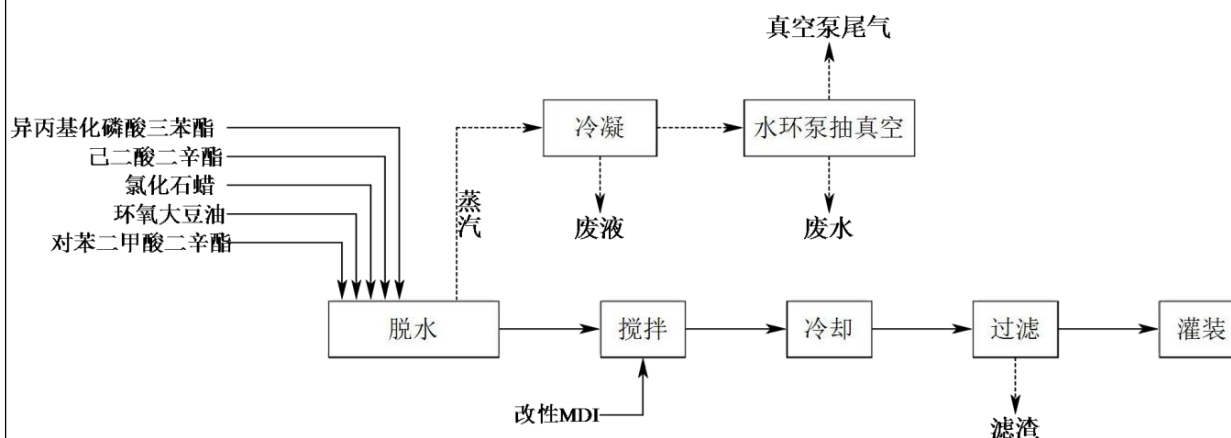 真空泵尾气
异丙基化磷酸三苯酯
冷凝
水环泵抽真空
己二酸二辛酯
氯化石蜡
环氧大豆油
对苯二甲酸二辛酯
蒸汽
废液
废水
脱水
搅拌
冷却
过滤
灌装
改性MDI
滤渣